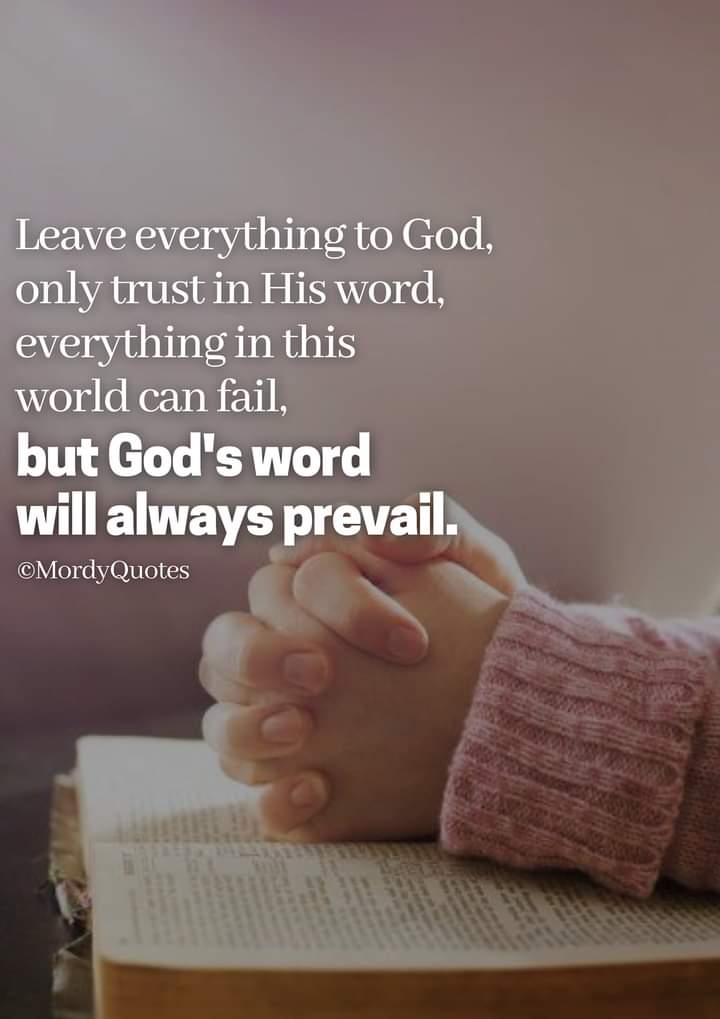 Leave everything to God,
only trust in His word,
everything in this
world can fail,
but God's word
will always prevail.
©MordyQuotes